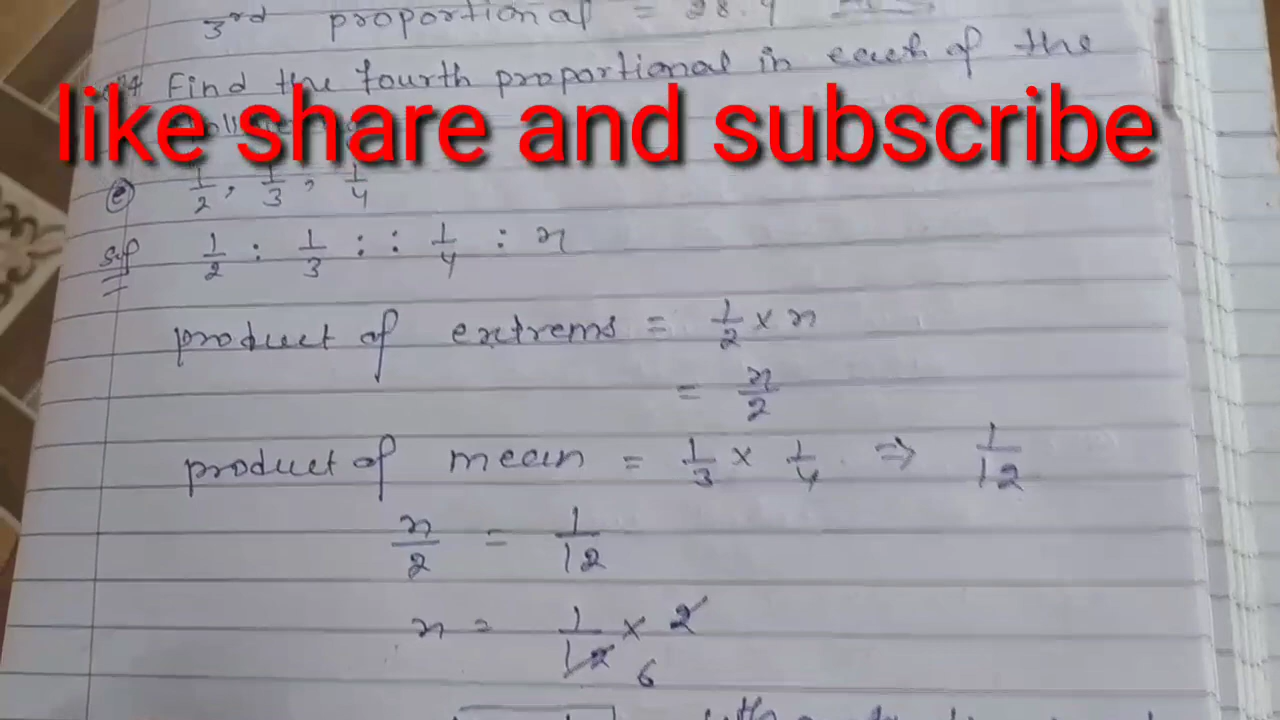 3rd proportional = 28.4
Find the fourth proportional in each of the
like share and subscribe
(e) 1/2, 1/3, 1/4
Sol 1/2 : 1/3 : : 1/4 : x
product of extrems = 1/2 × x
= x/2
product of mean = 1/3 × 1/4 ⇒ 1/12
x/2 = 1/12
x = 1/12 × 2
6